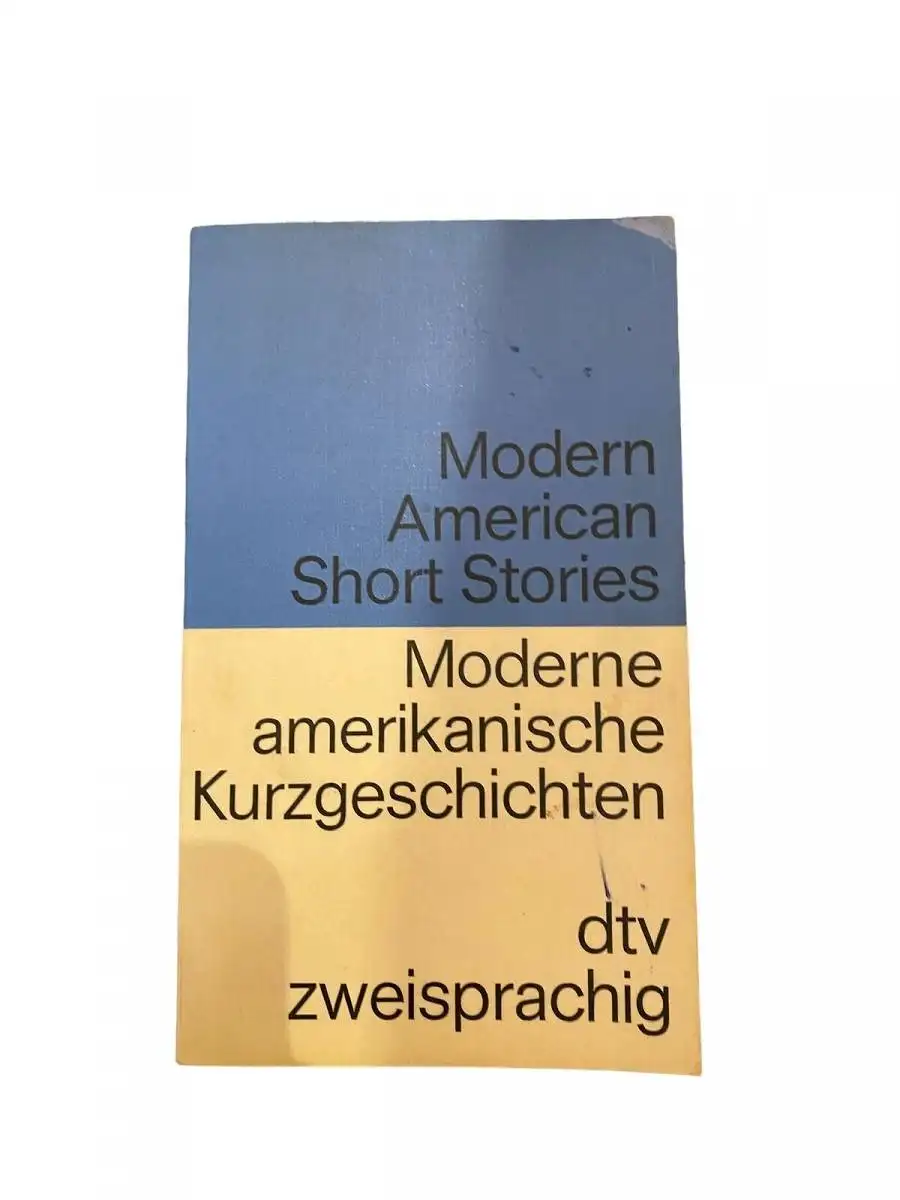 Modern
American
Short Stories
Moderne
amerikanische
Kurzgeschichten
dtv
zweisprachig